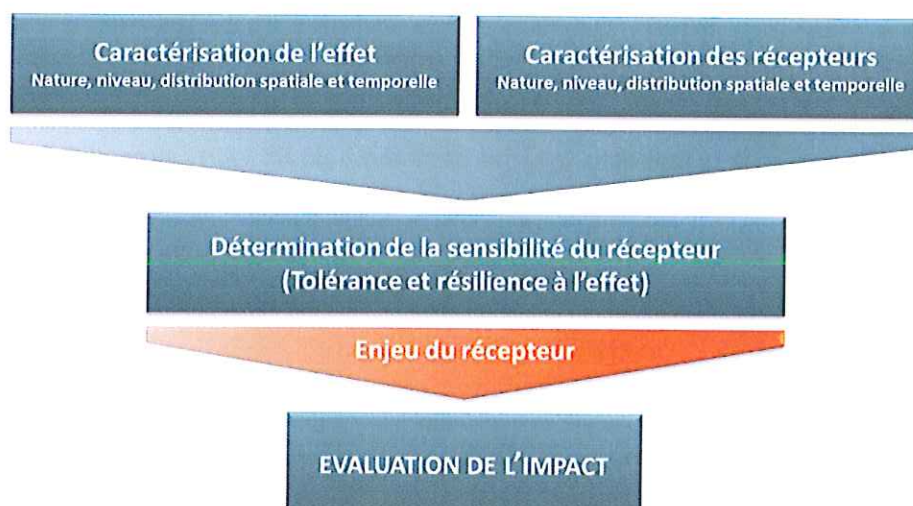 Caractérisation de l'effet
Nature, niveau, distribution spatiale et temporelle
Caractérisation des récepteurs
Nature, niveau, distribution spatiale et temporelle
Détermination de la sensibilité du récepteur
(Tolérance et résilience à l'effet)
Enjeu du récepteur
EVALUATION DE L'IMPACT